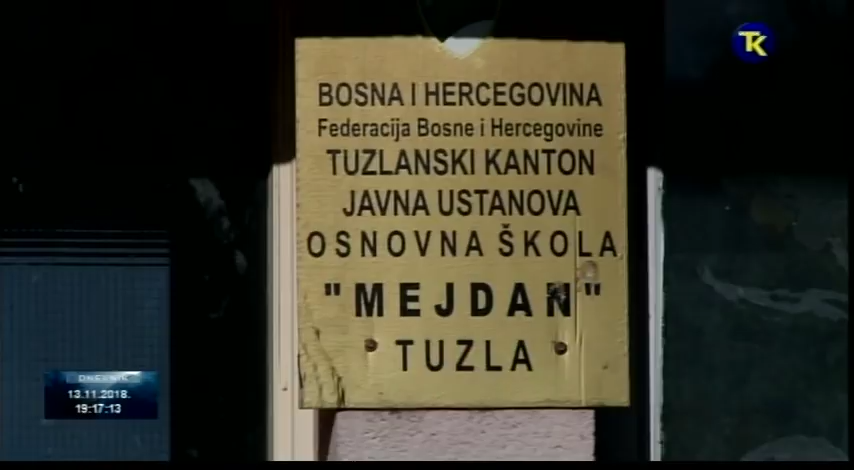 TK
BOSNA I HERCEGOVINA
Federacija Bosne i Hercegovine
TUZLANSKI KANTON
JAVNA USTANOVA
OSNOVNA ŠKOLA
"MEJDAN"
TUZLA
DNEVNIK
13.11.2018.
19:17:13